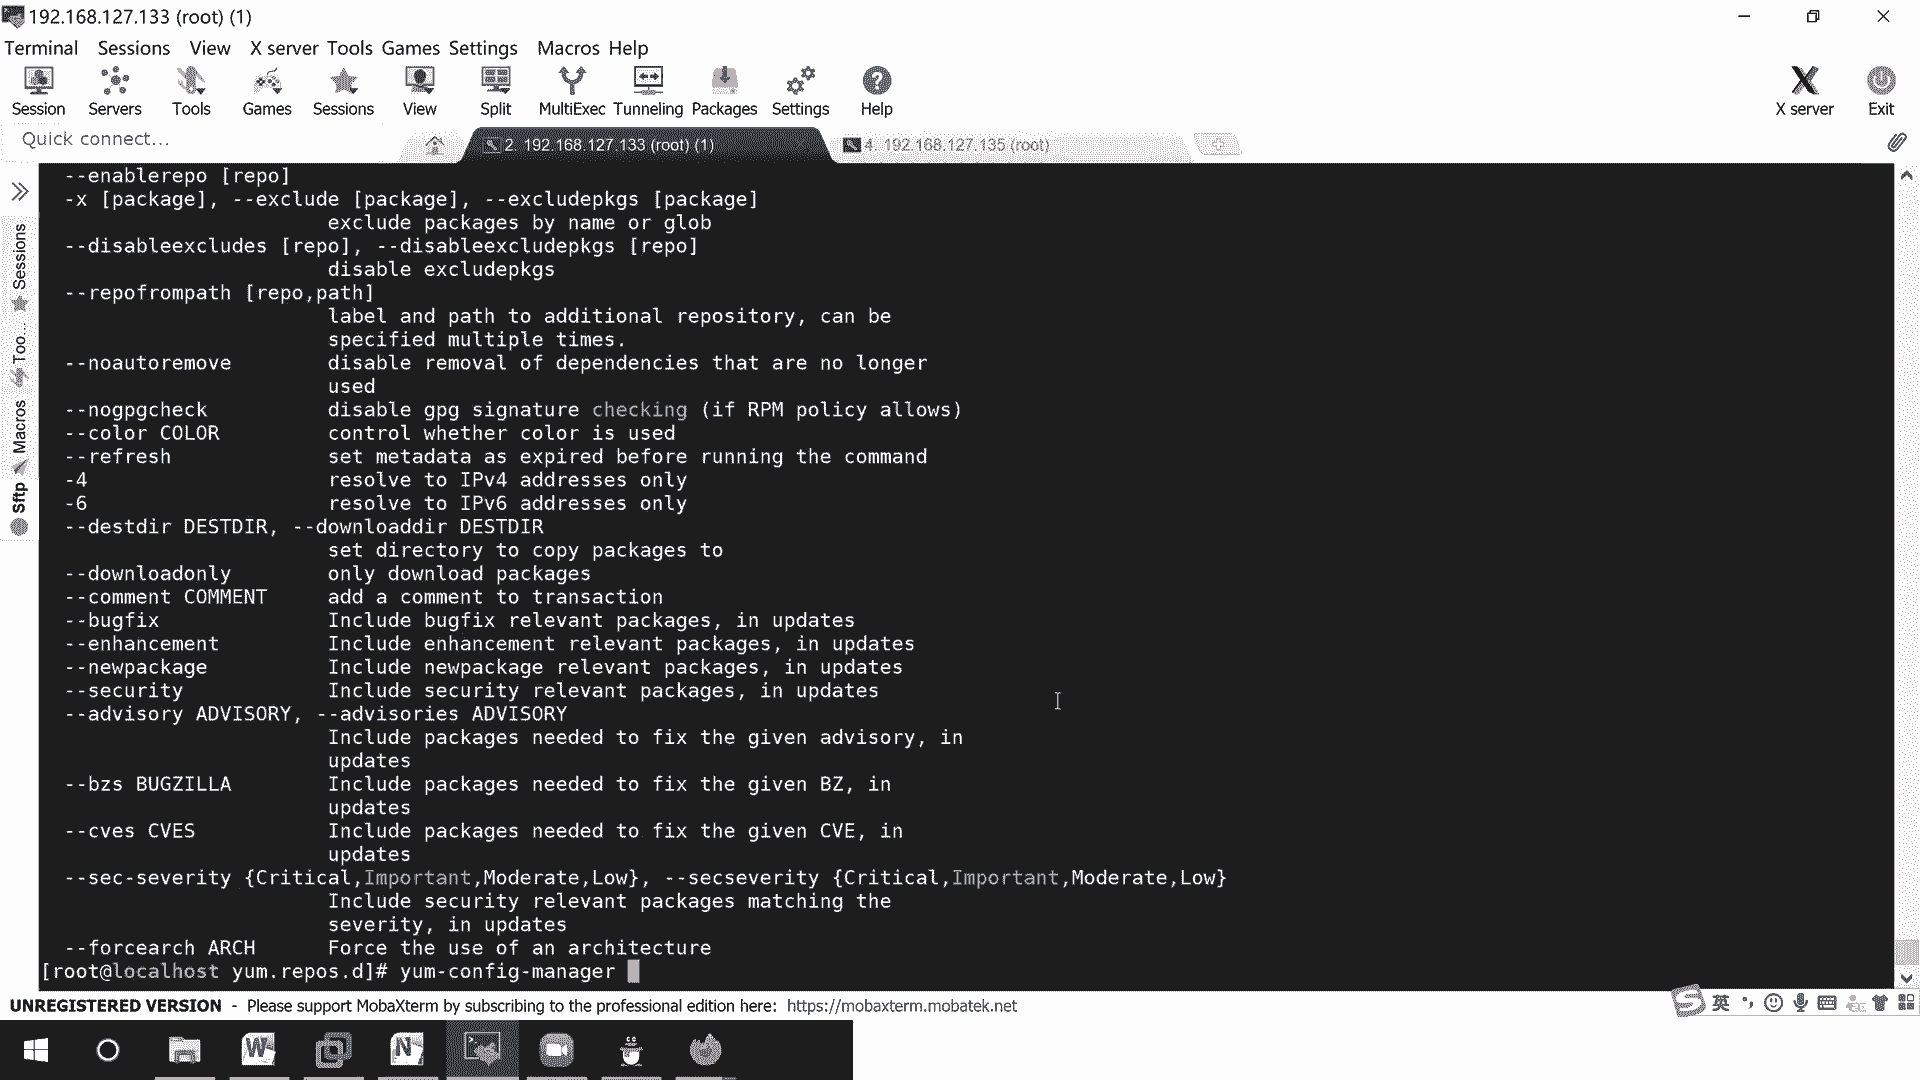 192.168.127.133 (root) (1)
Terminal Sessions View X server Tools Games Settings Macros Help
Session Servers Tools Games Sessions View Split MultiExec Tunneling Packages Settings Help X server Exit
Quick connect...
2. 192.168.127.133 (root) (1)
4. 192.168.127.135 (root)
Sessions
Too...
Macros
Sftp
--enablerepo [repo]
-x [package], --exclude [package], --excludepkgs [package]
exclude packages by name or glob
--disableexcludes [repo], --disableexcludepkgs [repo]
disable excludepkgs
--repofrompath [repo,path]
label and path to additional repository, can be
specified multiple times.
--noautoremove disable removal of dependencies that are no longer
used
--nogpgcheck disable gpg signature checking (if RPM policy allows)
--color COLOR control whether color is used
--refresh set metadata as expired before running the command
-4 resolve to IPv4 addresses only
-6 resolve to IPv6 addresses only
--destdir DESTDIR, --downloaddir DESTDIR
set directory to copy packages to
--downloadonly only download packages
--comment COMMENT add a comment to transaction
--bugfix Include bugfix relevant packages, in updates
--enhancement Include enhancement relevant packages, in updates
--newpackage Include newpackage relevant packages, in updates
--security Include security relevant packages, in updates
--advisory ADVISORY, --advisories ADVISORY
Include packages needed to fix the given advisory, in
updates
--bzs BUGZILLA Include packages needed to fix the given BZ, in
updates
--cves CVES Include packages needed to fix the given CVE, in
updates
--sec-severity {Critical,Important,Moderate,Low}, --secseverity {Critical,Important,Moderate,Low}
Include security relevant packages matching the
severity, in updates
--forcearch ARCH Force the use of an architecture
[root@localhost yum.repos.d]# yum-config-manager
UNREGISTERED VERSION - Please support MobaXterm by subscribing to the professional edition here: https://mobaxterm.mobatek.net
英